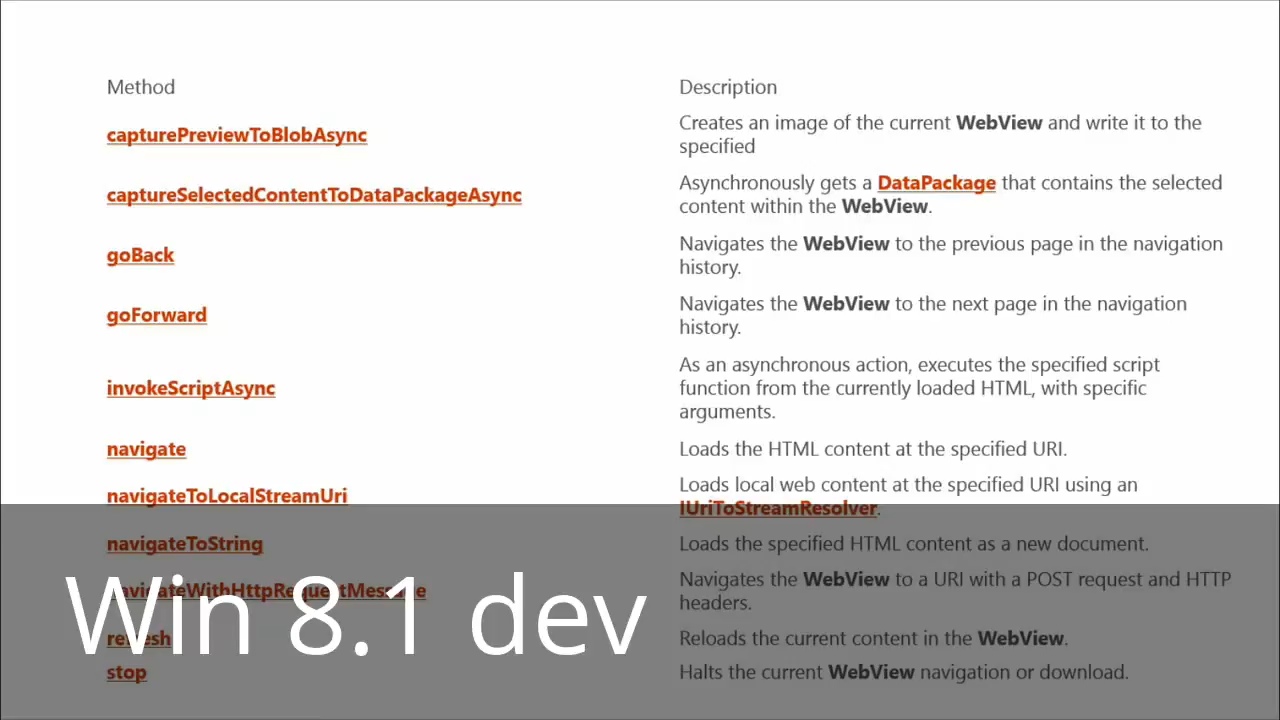 Method Description
capturePreviewToBlobAsync Creates an image of the current WebView and write it to the
specified
captureSelectedContentToDataPackageAsync Asynchronously gets a DataPackage that contains the selected
content within the WebView.
goBack Navigates the WebView to the previous page in the navigation
history.
goForward Navigates the WebView to the next page in the navigation
history.
invokeScriptAsync As an asynchronous action, executes the specified script
function from the currently loaded HTML, with specific
arguments.
navigate Loads the HTML content at the specified URI.
navigateToLocalStreamUri Loads local web content at the specified URI using an
IUriToStreamResolver.
navigateToString Loads the specified HTML content as a new document.
navigateWithHttpRequestMessage Navigates the WebView to a URI with a POST request and HTTP
headers.
refresh Reloads the current content in the WebView.
stop Halts the current WebView navigation or download.
Win 8.1 dev